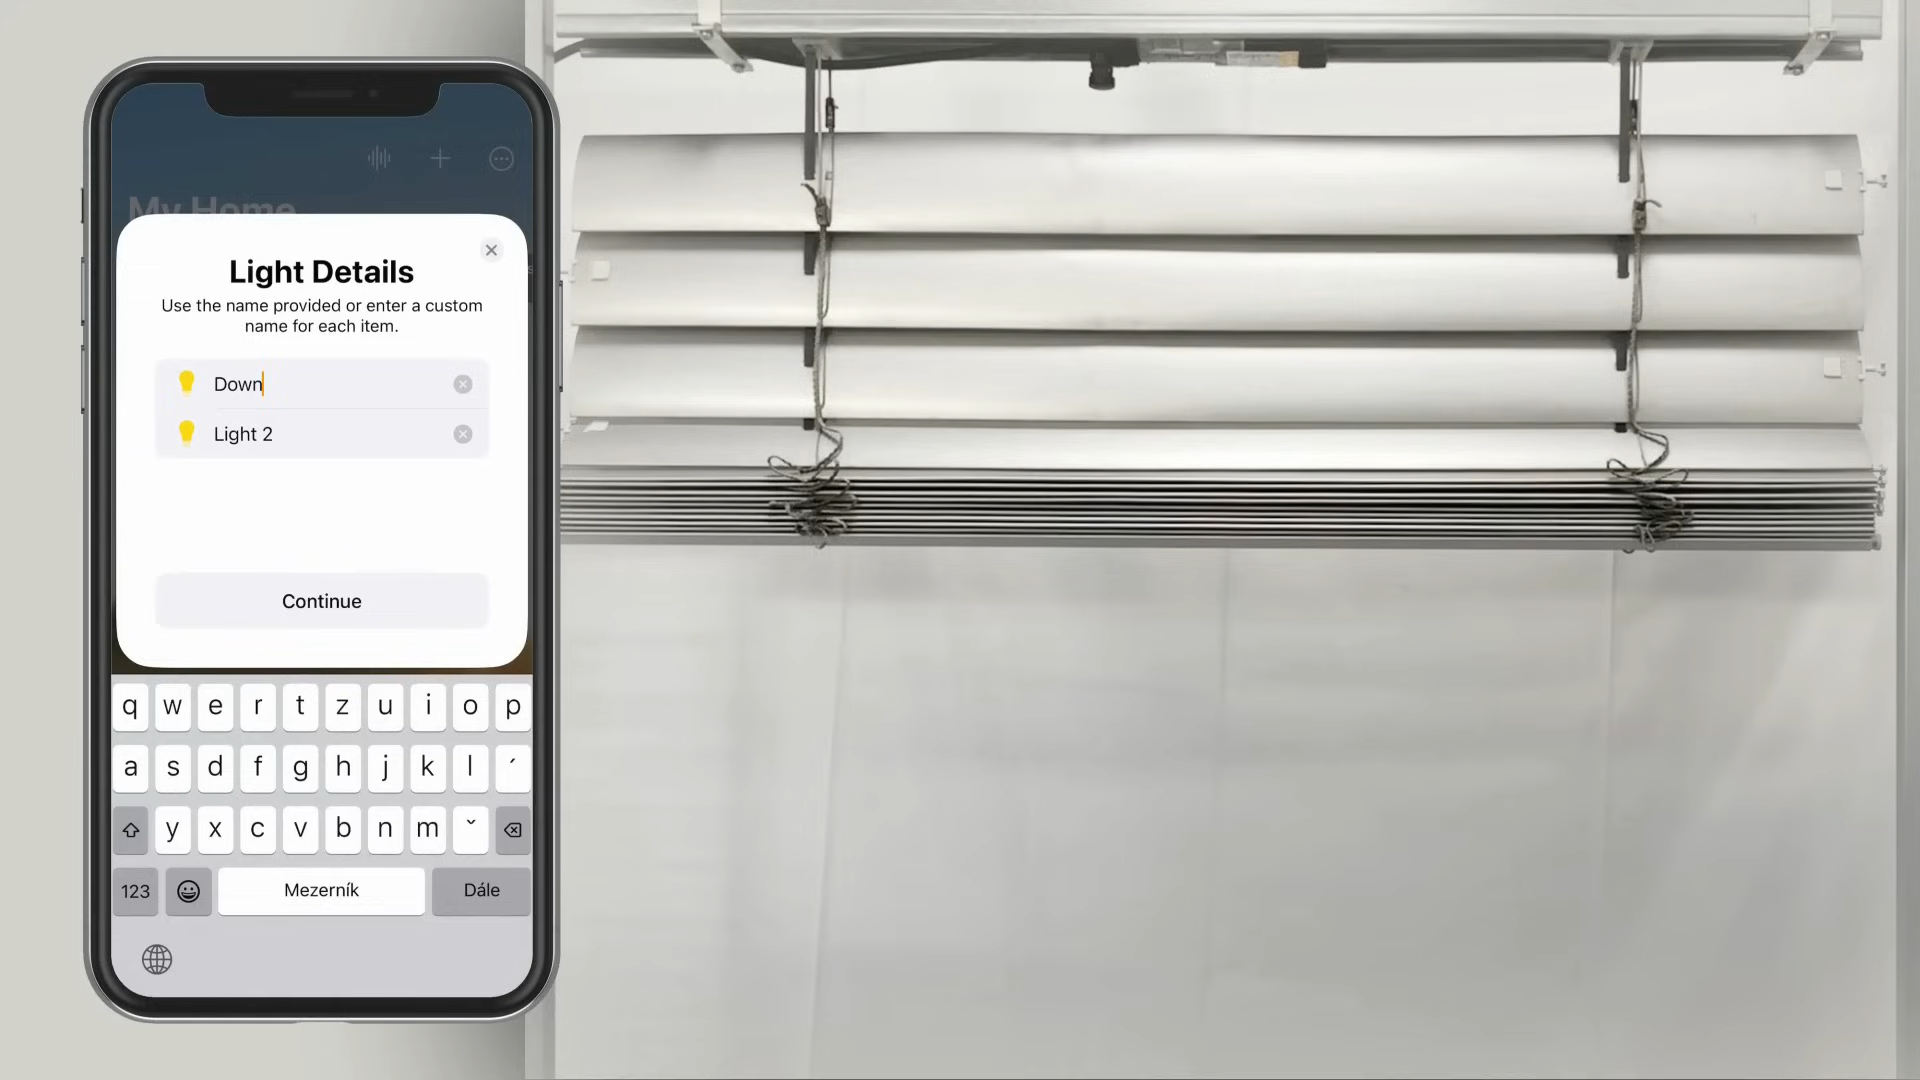 My Home
Light Details
Use the name provided or enter a custom
name for each item.
Down
Light 2
Continue
q w e r t z u i o p
a s d f g h j k l ´
y x c v b n m ˇ
123 Mezerník Dále